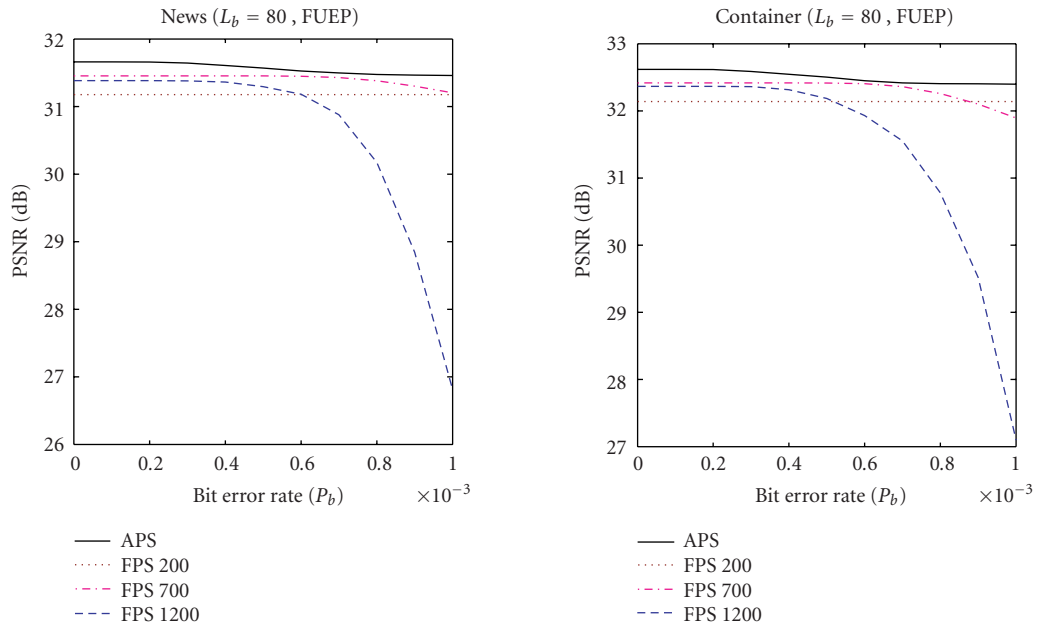 News (L_b = 80 , FUEP)
32
31
30
29
28
27
26
PSNR (dB)
0 0.2 0.4 0.6 0.8 1
Bit error rate (P_b) ×10⁻³
APS
FPS 200
FPS 700
FPS 1200
Container (L_b = 80 , FUEP)
33
32
31
30
29
28
27
PSNR (dB)
0 0.2 0.4 0.6 0.8 1
Bit error rate (P_b) ×10⁻³
APS
FPS 200
FPS 700
FPS 1200